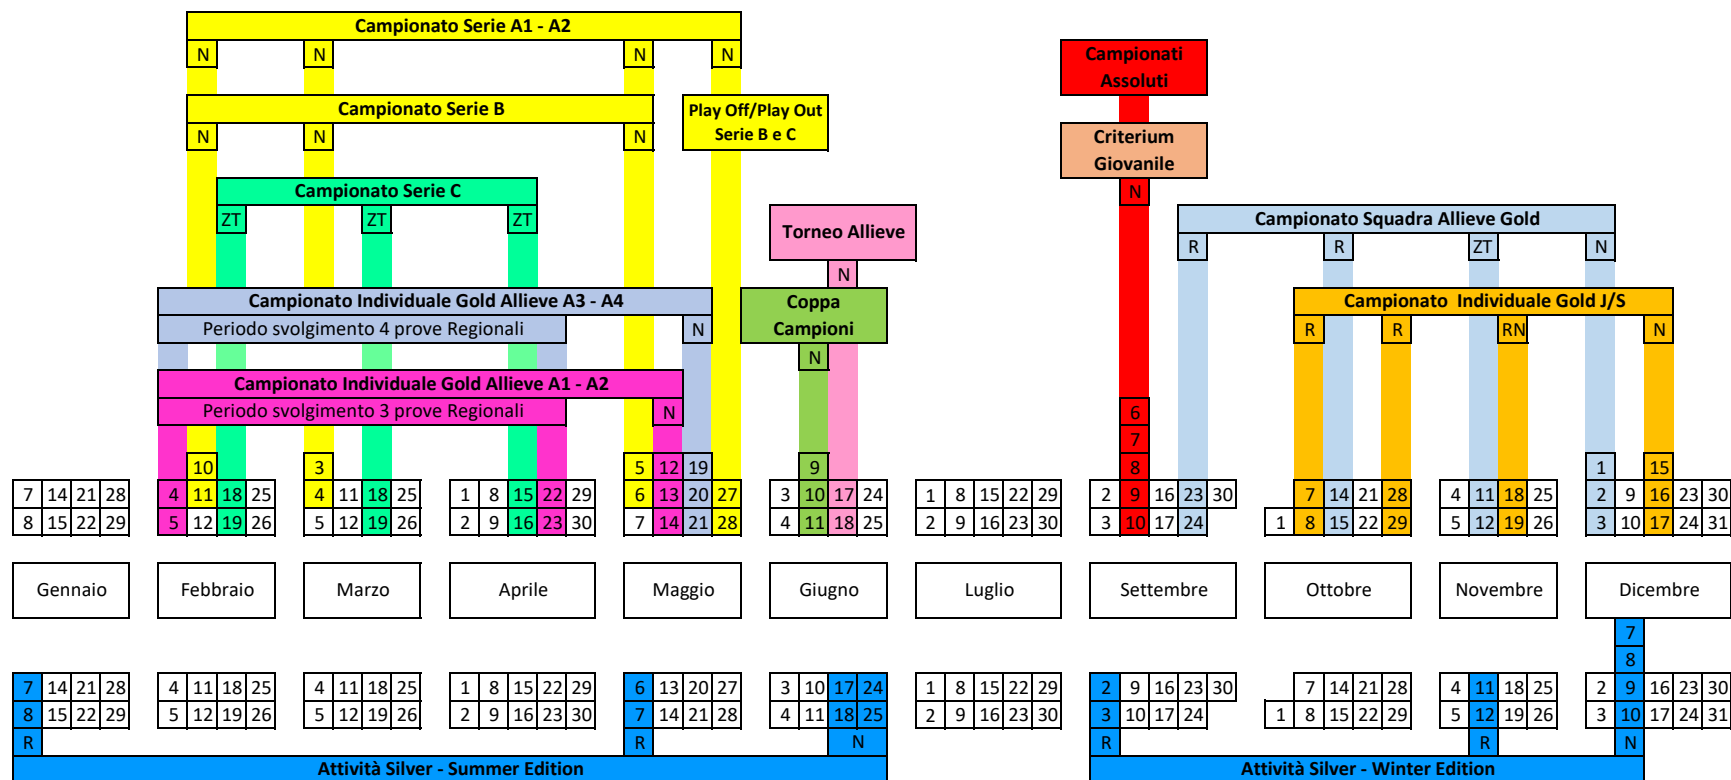 Campionato Serie A1 - A2
N N N N
Campionati
Assoluti
Campionato Serie B
Play Off/Play Out
Serie B e C
N N N
Criterium
Giovanile
N
Campionato Serie C
ZT ZT ZT
Torneo Allieve
N
Campionato Squadra Allieve Gold
R R ZT N
Campionato Individuale Gold Allieve A3 - A4
Periodo svolgimento 4 prove Regionali N
Coppa
Campioni
N
Campionato Individuale Gold J/S
R R RN N
Campionato Individuale Gold Allieve A1 - A2
Periodo svolgimento 3 prove Regionali N
6
7
10 3 5 12 19 9 8 1 15
7 14 21 28 4 11 18 25 4 11 18 25 1 8 15 22 29 6 13 20 27 3 10 17 24 1 8 15 22 29 2 9 16 23 30 7 14 21 28 4 11 18 25 2 9 16 23 30
8 15 22 29 5 12 19 26 5 12 19 26 2 9 16 23 30 7 14 21 28 4 11 18 25 2 9 16 23 30 3 10 17 24 1 8 15 22 29 5 12 19 26 3 10 17 24 31
Gennaio Febbraio Marzo Aprile Maggio Giugno Luglio Settembre Ottobre Novembre Dicembre
7
8
7 14 21 28 4 11 18 25 4 11 18 25 1 8 15 22 29 6 13 20 27 3 10 17 24 1 8 15 22 29 2 9 16 23 30 7 14 21 28 4 11 18 25 2 9 16 23 30
8 15 22 29 5 12 19 26 5 12 19 26 2 9 16 23 30 7 14 21 28 4 11 18 25 2 9 16 23 30 3 10 17 24 1 8 15 22 29 5 12 19 26 3 10 17 24 31
R R N R R N
Attività Silver - Summer Edition Attività Silver - Winter Edition